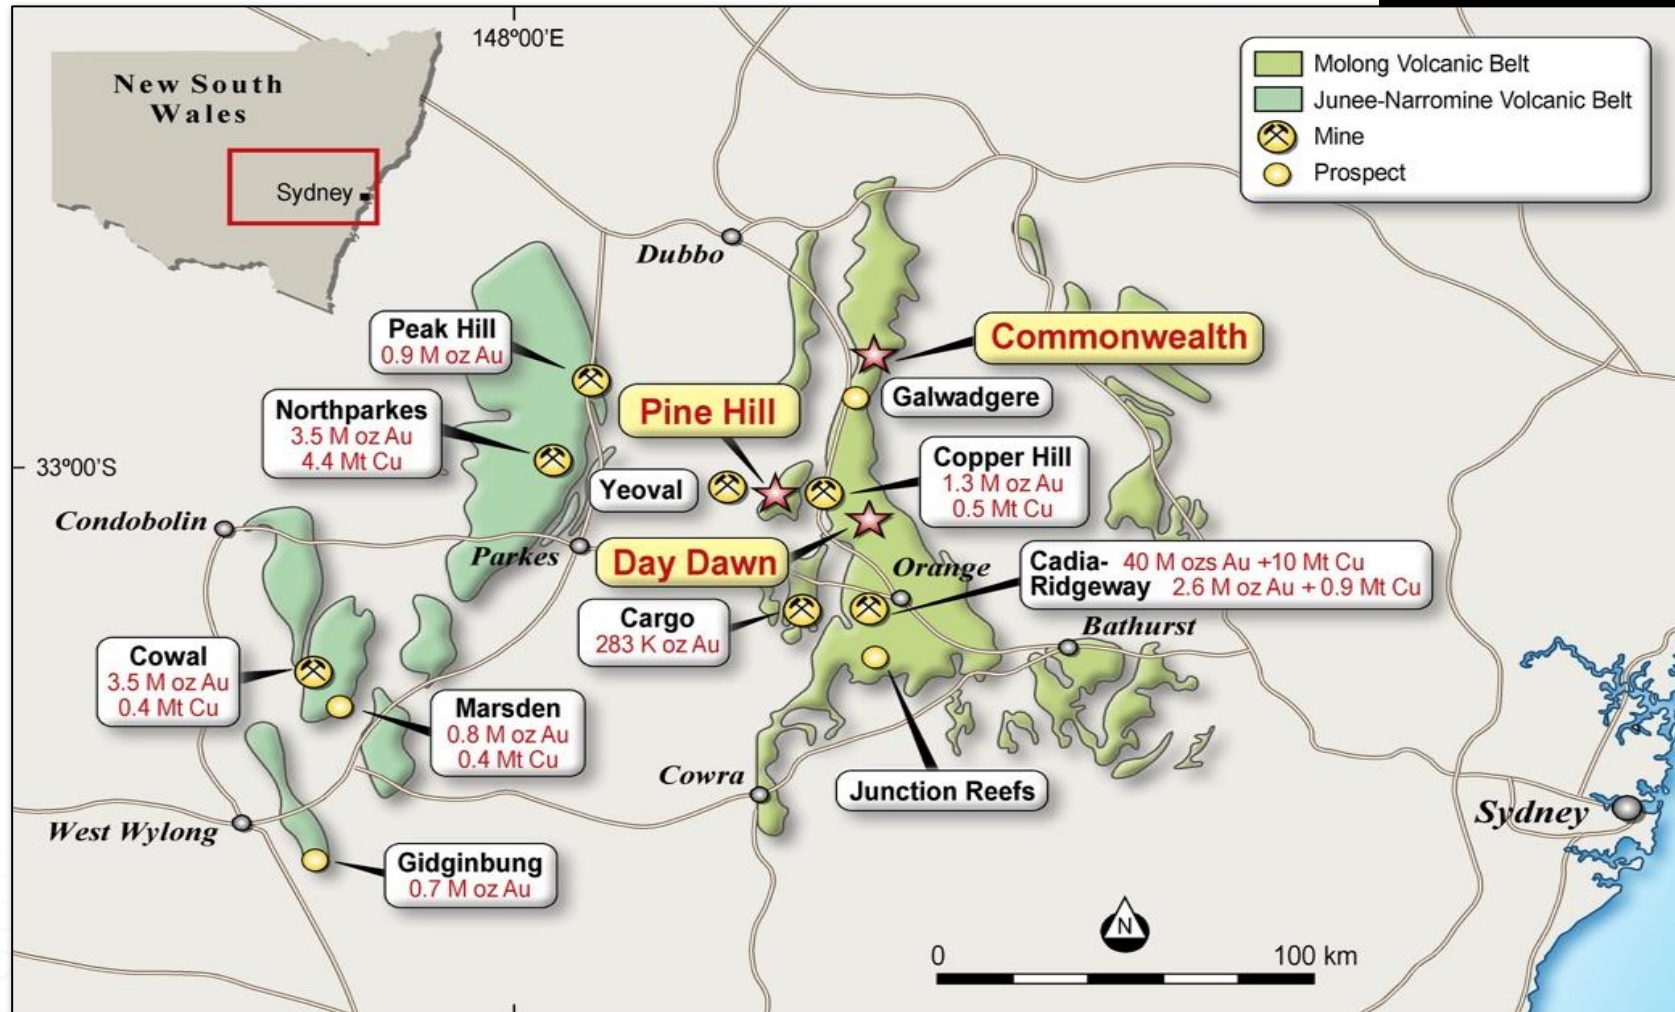 148º00'E
New South
Wales
Sydney
Molong Volcanic Belt
Junee-Narromine Volcanic Belt
Mine
Prospect
Dubbo
Peak Hill
0.9 M oz Au
Commonwealth
Galwadgere
Northparkes
3.5 M oz Au
4.4 Mt Cu
Pine Hill
33º00'S
Yeoval
Copper Hill
1.3 M oz Au
0.5 Mt Cu
Condobolin
Parkes
Day Dawn
Orange
Cadia- 40 M ozs Au +10 Mt Cu
Ridgeway 2.6 M oz Au + 0.9 Mt Cu
Cargo
283 K oz Au
Bathurst
Cowal
3.5 M oz Au
0.4 Mt Cu
Marsden
0.8 M oz Au
0.4 Mt Cu
Cowra
Junction Reefs
Sydney
West Wylong
Gidginbung
0.7 M oz Au
N
0 100 km